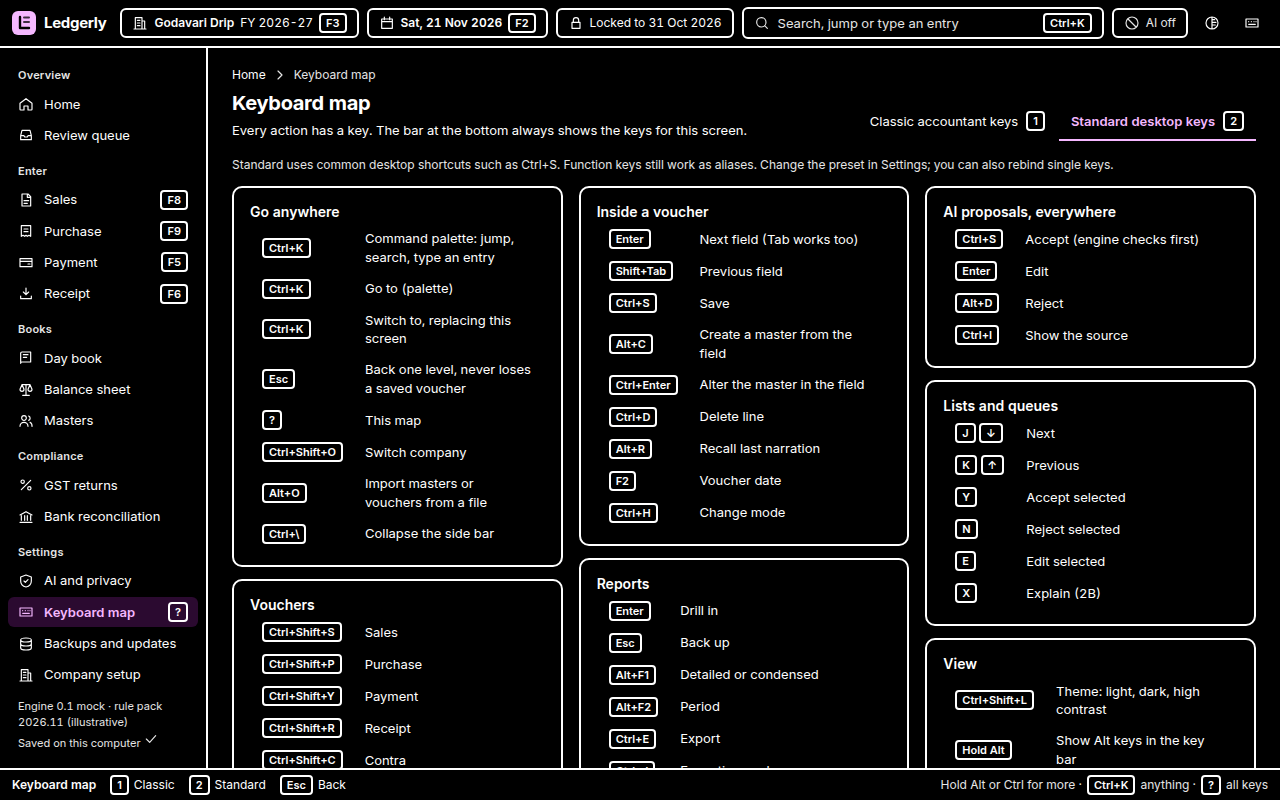 Ledgerly
Godavari Drip FY 2026-27 F3
Sat, 21 Nov 2026 F2
Locked to 31 Oct 2026
Search, jump or type an entry Ctrl+K
AI off
Overview
Home
Review queue
Enter
Sales F8
Purchase F9
Payment F5
Receipt F6
Books
Day book
Balance sheet
Masters
Compliance
GST returns
Bank reconciliation
Settings
AI and privacy
Keyboard map ?
Backups and updates
Company setup
Engine 0.1 mock · rule pack
2026.11 (illustrative)
Saved on this computer
Home > Keyboard map
Keyboard map
Every action has a key. The bar at the bottom always shows the keys for this screen.
Classic accountant keys 1
Standard desktop keys 2
Standard uses common desktop shortcuts such as Ctrl+S. Function keys still work as aliases. Change the preset in Settings; you can also rebind single keys.
Go anywhere
Ctrl+K Command palette: jump,
search, type an entry
Ctrl+K Go to (palette)
Ctrl+K Switch to, replacing this
screen
Esc Back one level, never loses
a saved voucher
? This map
Ctrl+Shift+O Switch company
Alt+O Import masters or
vouchers from a file
Ctrl+\ Collapse the side bar
Vouchers
Ctrl+Shift+S Sales
Ctrl+Shift+P Purchase
Ctrl+Shift+Y Payment
Ctrl+Shift+R Receipt
Ctrl+Shift+C Contra
Inside a voucher
Enter Next field (Tab works too)
Shift+Tab Previous field
Ctrl+S Save
Alt+C Create a master from the
field
Ctrl+Enter Alter the master in the field
Ctrl+D Delete line
Alt+R Recall last narration
F2 Voucher date
Ctrl+H Change mode
Reports
Enter Drill in
Esc Back up
Alt+F1 Detailed or condensed
Alt+F2 Period
Ctrl+E Export
AI proposals, everywhere
Ctrl+S Accept (engine checks first)
Enter Edit
Alt+D Reject
Ctrl+I Show the source
Lists and queues
J ↓ Next
K ↑ Previous
Y Accept selected
N Reject selected
E Edit selected
X Explain (2B)
View
Ctrl+Shift+L Theme: light, dark, high
contrast
Hold Alt Show Alt keys in the key
bar
Keyboard map 1 Classic 2 Standard Esc Back
Hold Alt or Ctrl for more · Ctrl+K anything · ? all keys